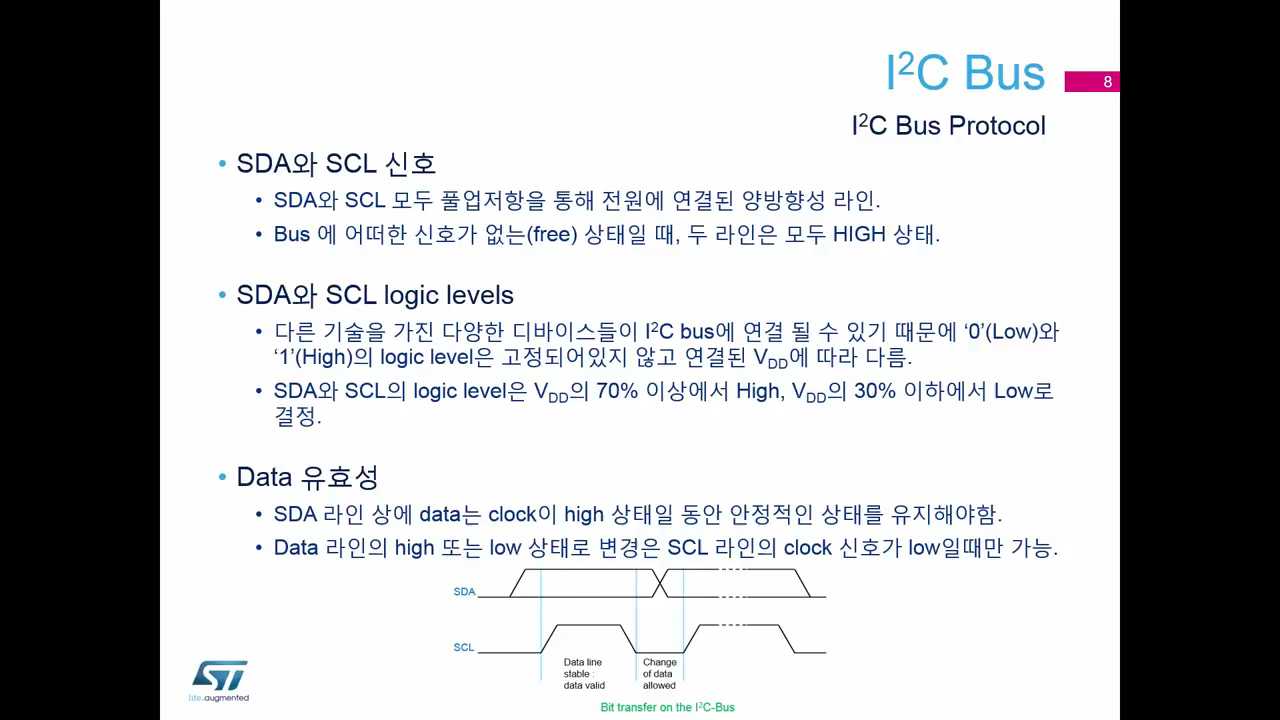 I²C Bus
8
I²C Bus Protocol
• SDA와 SCL 신호
• SDA와 SCL 모두 풀업저항을 통해 전원에 연결된 양방향성 라인.
• Bus 에 어떠한 신호가 없는(free) 상태일 때, 두 라인은 모두 HIGH 상태.
• SDA와 SCL logic levels
• 다른 기술을 가진 다양한 디바이스들이 I²C bus에 연결 될 수 있기 때문에 ‘0’(Low)와
‘1’(High)의 logic level은 고정되어있지 않고 연결된 VDD에 따라 다름.
• SDA와 SCL의 logic level은 VDD의 70% 이상에서 High, VDD의 30% 이하에서 Low로
결정.
• Data 유효성
• SDA 라인 상에 data는 clock이 high 상태일 동안 안정적인 상태를 유지해야함.
• Data 라인의 high 또는 low 상태로 변경은 SCL 라인의 clock 신호가 low일때만 가능.
SDA
SCL
Data line
stable :
data valid
Change
of data
allowed
Bit transfer on the I²C-Bus
ST
life.augmented